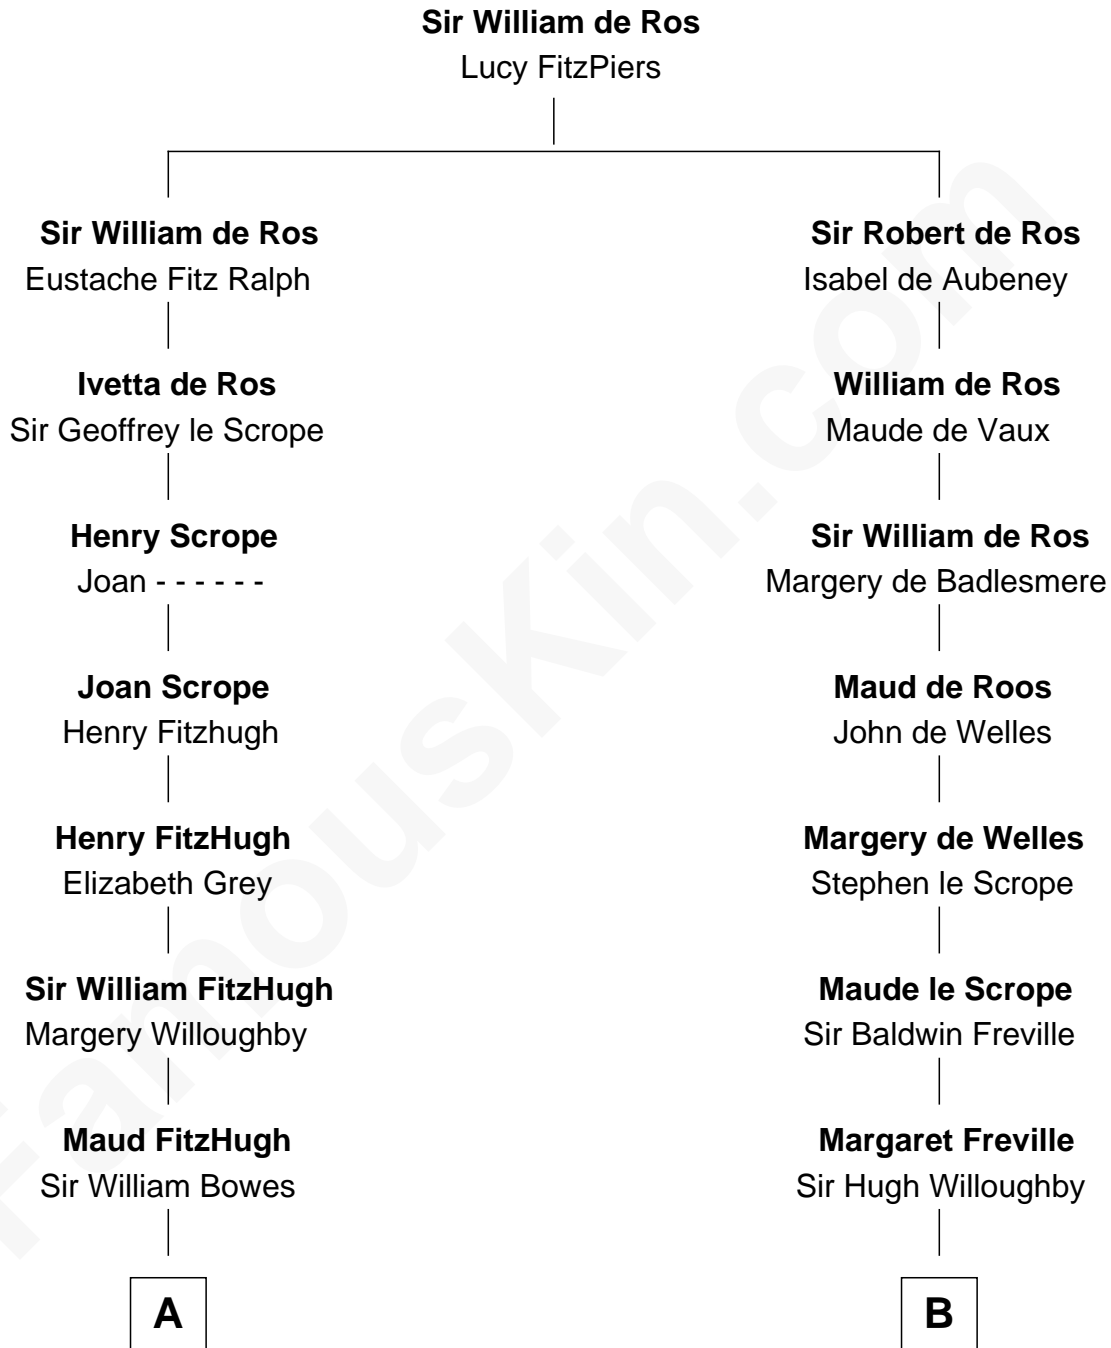 Sir William de Ros
Lucy FitzPiers
Sir William de Ros
Eustache Fitz Ralph
Sir Robert de Ros
Isabel de Aubeney
Ivetta de Ros
Sir Geoffrey le Scrope
William de Ros
Maude de Vaux
Henry Scrope
Joan - - - - - -
Sir William de Ros
Margery de Badlesmere
Joan Scrope
Henry Fitzhugh
Maud de Roos
John de Welles
Henry FitzHugh
Elizabeth Grey
Margery de Welles
Stephen le Scrope
Sir William FitzHugh
Margery Willoughby
Maude le Scrope
Sir Baldwin Freville
Maud FitzHugh
Sir William Bowes
Margaret Freville
Sir Hugh Willoughby
A
B
FamousKin.com